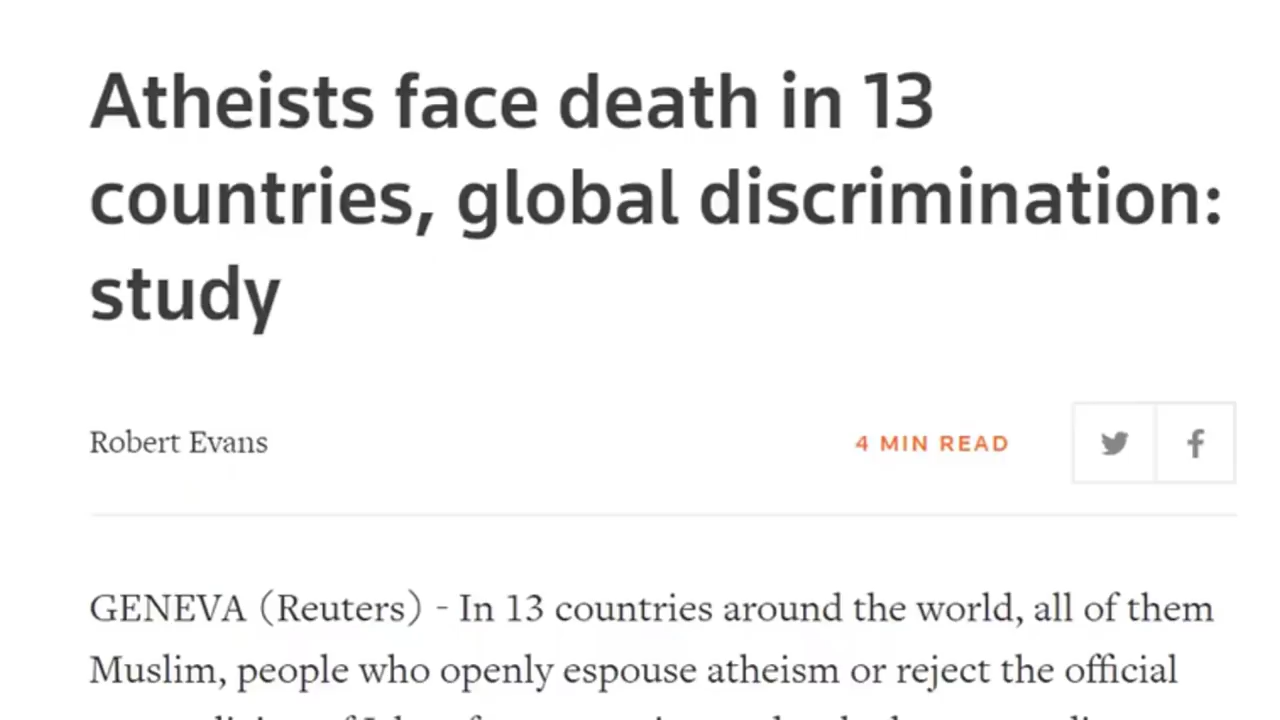 Atheists face death in 13
countries, global discrimination:
study
Robert Evans
4 MIN READ
GENEVA (Reuters) - In 13 countries around the world, all of them
Muslim, people who openly espouse atheism or reject the official